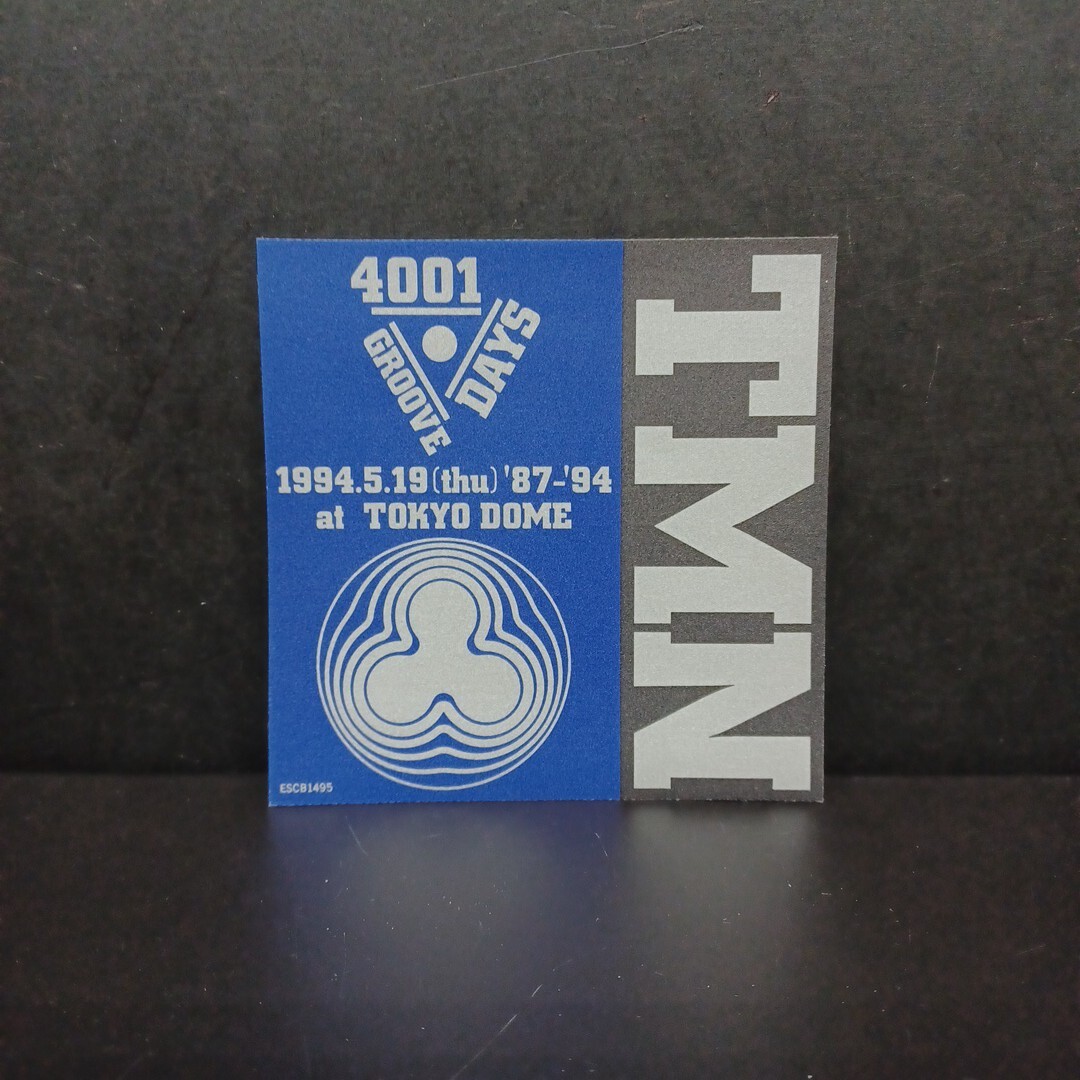 4001
DAYS
GROOVE
1994.5.19(thu) '87-'94
at TOKYO DOME
ESCB1495
TMN